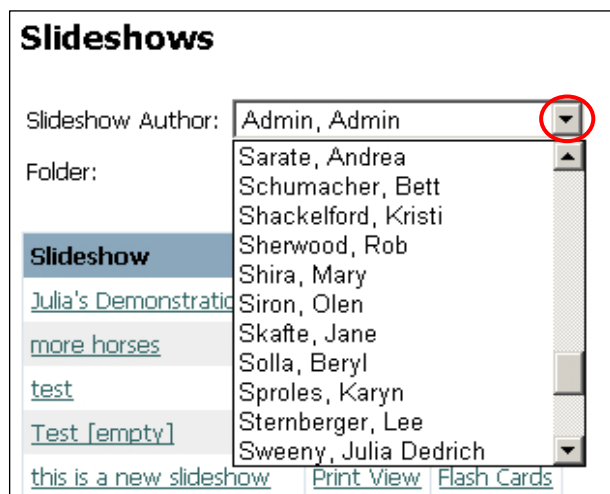 Slideshows
Slideshow Author: Admin, Admin
Folder:
Sarate, Andrea
Schumacher, Bett
Shackelford, Kristi
Sherwood, Rob
Shira, Mary
Siron, Olen
Skafte, Jane
Solla, Beryl
Sproles, Karyn
Sternberger, Lee
Sweeny, Julia Dedrich
Slideshow
Julia's Demonstratio
more horses
test
Test [empty]
this is a new slideshow Print View Flash Cards